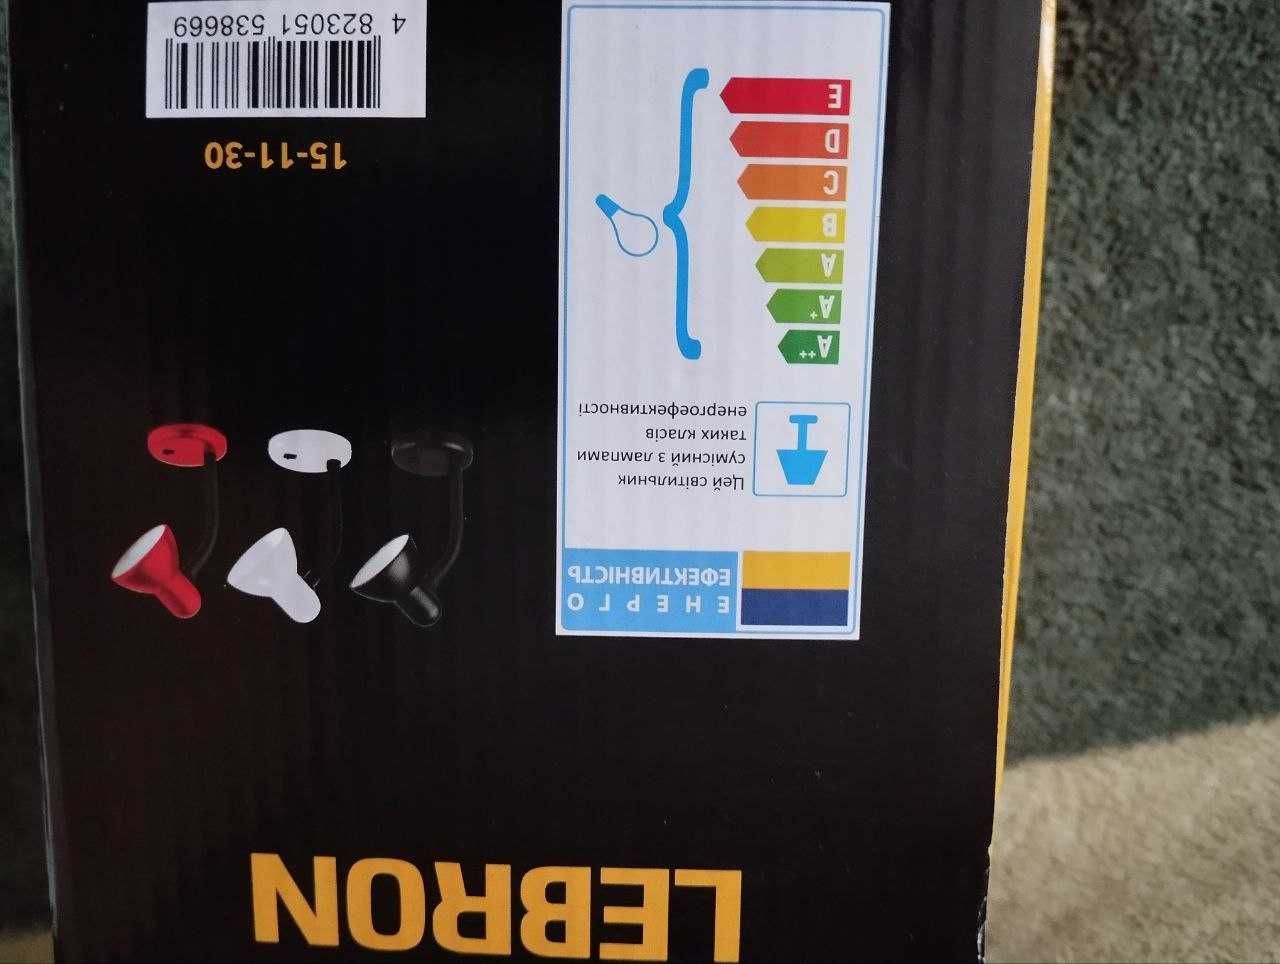 LEBRON
ЕНЕРГО
ЕФЕКТИВНІСТЬ
Цей світильник
сумісний з лампами
таких класів
енергоефективності
A++
A+
A
B
C
D
E
15-11-30
4 823051 538669